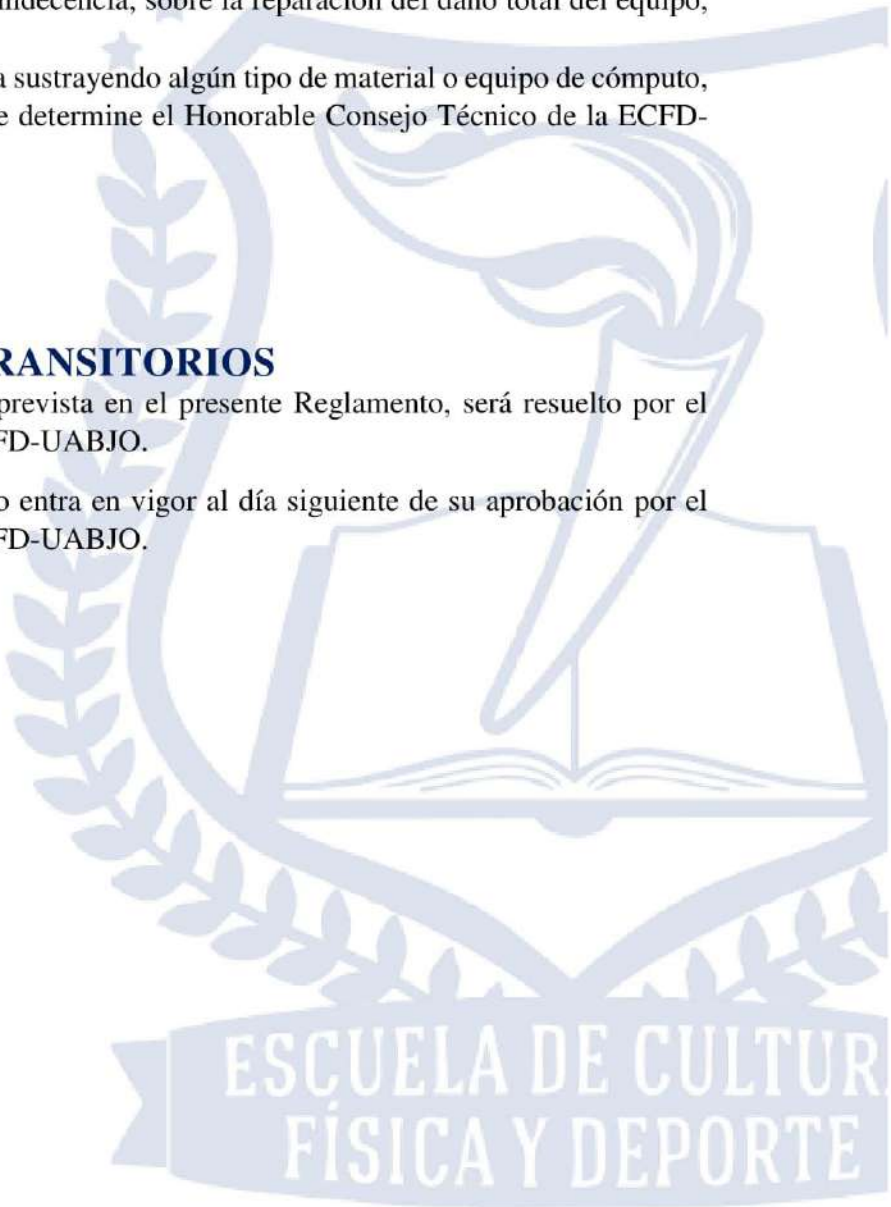 sobre la reparación del daño total del equipo,
a sustrayendo algún tipo de material o equipo de cómputo,
e determine el Honorable Consejo Técnico de la ECFD-
RANSITORIOS
prevista en el presente Reglamento, será resuelto por el
FD-UABJO.
o entra en vigor al día siguiente de su aprobación por el
FD-UABJO.
ESCUELA DE CULTUR
FÍSICA Y DEPORTE